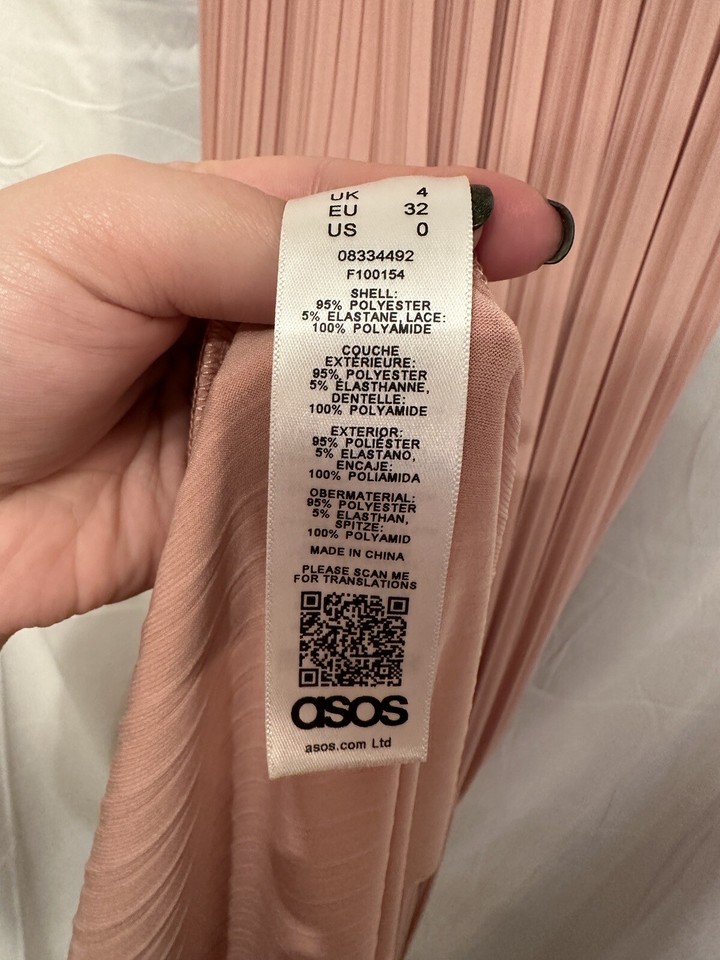 UK 4
EU 32
US 0
08334492
F100154
SHELL:
95% POLYESTER
5% ELASTANE, LACE:
100% POLYAMIDE
COUCHE
EXTÉRIEURE:
95% POLYESTER
5% ÉLASTHANNE,
DENTELLE:
100% POLYAMIDE
EXTERIOR:
95% POLIÉSTER
5% ELASTANO,
ENCAJE:
100% POLIAMIDA
OBERMATERIAL:
95% POLYESTER
5% ELASTHAN,
SPITZE:
100% POLYAMID
MADE IN CHINA
PLEASE SCAN ME
FOR TRANSLATIONS
asos
asos.com Ltd